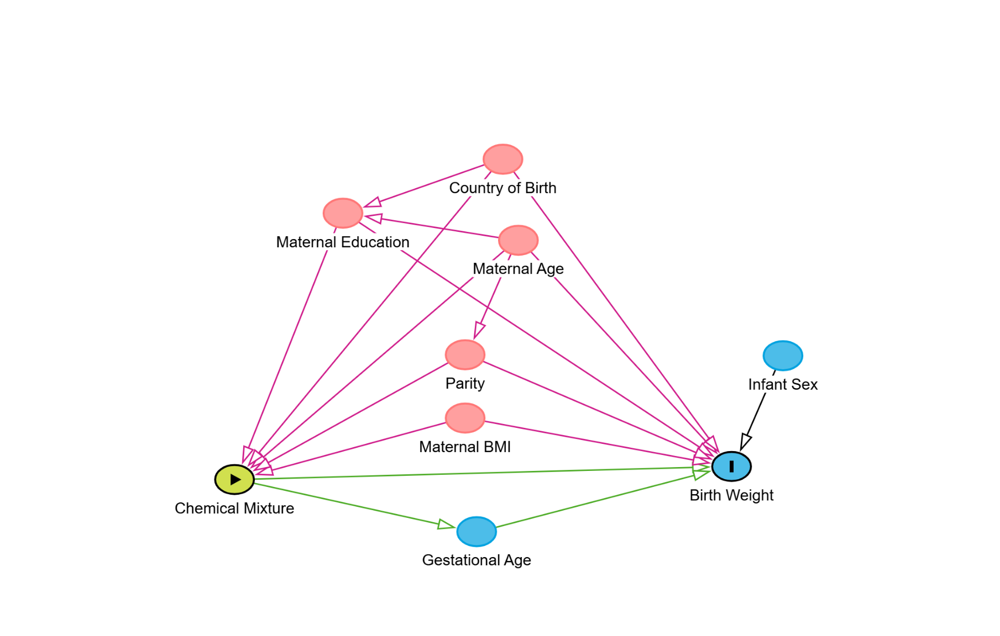 Country of Birth
Maternal Education
Maternal Age
Parity
Infant Sex
Maternal BMI
Birth Weight
Chemical Mixture
Gestational Age